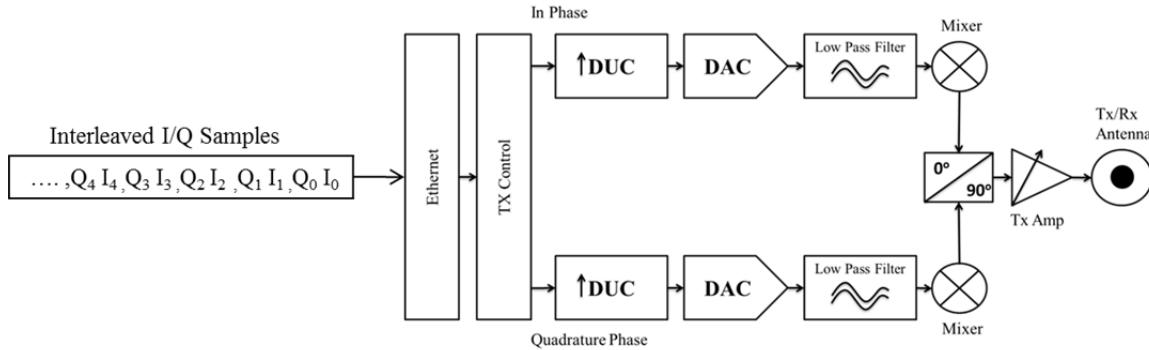 In Phase
Mixer
Low Pass Filter
↑DUC
DAC
Interleaved I/Q Samples
...., Q₄ I₄, Q₃ I₃, Q₂ I₂, Q₁ I₁, Q₀ I₀
Ethernet
TX Control
Tx/Rx
Antenna
0°
90°
Tx Amp
Low Pass Filter
↑DUC
DAC
Mixer
Quadrature Phase